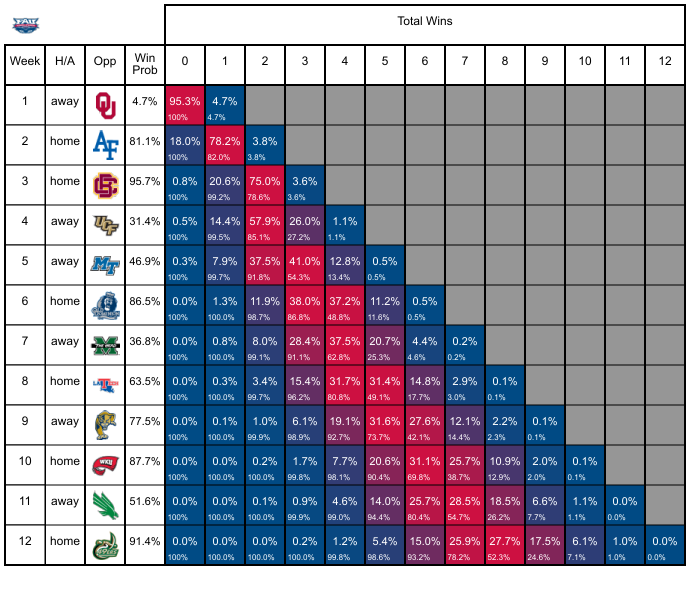 FAU
Total Wins
Week H/A Opp Win Prob 0 1 2 3 4 5 6 7 8 9 10 11 12
1 away OU 4.7% 95.3% 4.7%
100% 4.7%
2 home AF 81.1% 18.0% 78.2% 3.8%
100% 82.0% 3.8%
3 home BC 95.7% 0.8% 20.6% 75.0% 3.6%
100% 99.2% 78.6% 3.6%
4 away UCF 31.4% 0.5% 14.4% 57.9% 26.0% 1.1%
100% 99.5% 85.1% 27.2% 1.1%
5 away MT 46.9% 0.3% 7.9% 37.5% 41.0% 12.8% 0.5%
100% 99.7% 91.8% 54.3% 13.4% 0.5%
6 home 86.5% 0.0% 1.3% 11.9% 38.0% 37.2% 11.2% 0.5%
100% 100.0% 98.7% 86.8% 48.8% 11.6% 0.5%
7 away M 36.8% 0.0% 0.8% 8.0% 28.4% 37.5% 20.7% 4.4% 0.2%
100% 100.0% 99.1% 91.1% 62.8% 25.3% 4.6% 0.2%
8 home LA TECH 63.5% 0.0% 0.3% 3.4% 15.4% 31.7% 31.4% 14.8% 2.9% 0.1%
100% 100.0% 99.7% 96.2% 80.8% 49.1% 17.7% 3.0% 0.1%
9 away 77.5% 0.0% 0.1% 1.0% 6.1% 19.1% 31.6% 27.6% 12.1% 2.2% 0.1%
100% 100.0% 99.9% 98.9% 92.7% 73.7% 42.1% 14.4% 2.3% 0.1%
10 home WKU 87.7% 0.0% 0.0% 0.2% 1.7% 7.7% 20.6% 31.1% 25.7% 10.9% 2.0% 0.1%
100% 100.0% 100.0% 99.8% 98.1% 90.4% 69.8% 38.7% 12.9% 2.0% 0.1%
11 away 51.6% 0.0% 0.0% 0.1% 0.9% 4.6% 14.0% 25.7% 28.5% 18.5% 6.6% 1.1% 0.0%
100% 100.0% 100.0% 99.9% 99.0% 94.4% 80.4% 54.7% 26.2% 7.7% 1.1% 0.0%
12 home C 91.4% 0.0% 0.0% 0.0% 0.2% 1.2% 5.4% 15.0% 25.9% 27.7% 17.5% 6.1% 1.0% 0.0%
100% 100.0% 100.0% 100.0% 99.8% 98.6% 93.2% 78.2% 52.3% 24.6% 7.1% 1.0% 0.0%